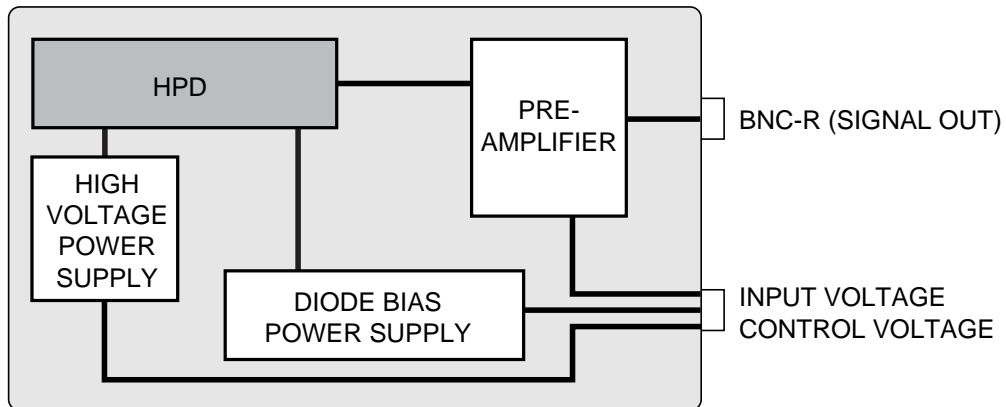 HPD
PRE-
AMPLIFIER
BNC-R (SIGNAL OUT)
HIGH
VOLTAGE
POWER
SUPPLY
DIODE BIAS
POWER SUPPLY
INPUT VOLTAGE
CONTROL VOLTAGE